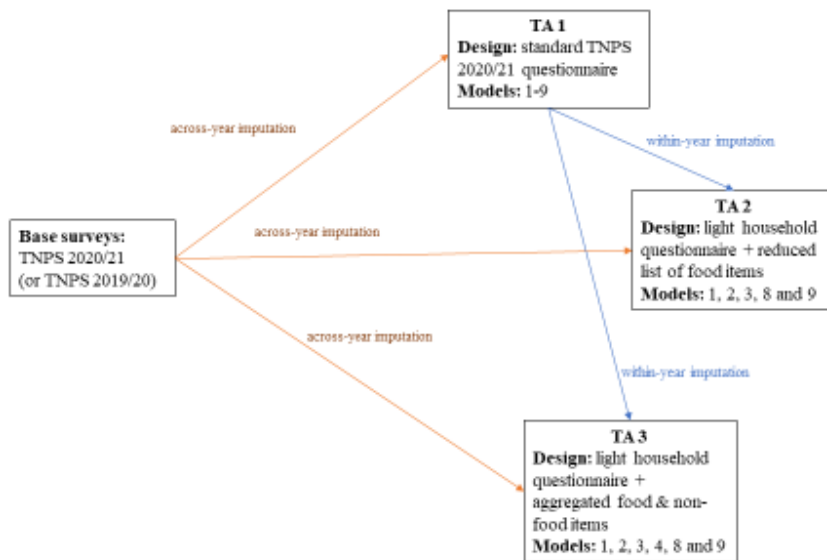 TA 1
Design: standard TNPS
2020/21 questionnaire
Models: 1-9
across-year imputation
within-year imputation
TA 2
Design: light household
questionnaire + reduced
list of food items
Models: 1, 2, 3, 8 and 9
Base surveys:
TNPS 2020/21
(or TNPS 2019/20)
across-year imputation
across-year imputation
within-year imputation
TA 3
Design: light household
questionnaire +
aggregated food & non-
food items
Models: 1, 2, 3, 4, 8 and 9